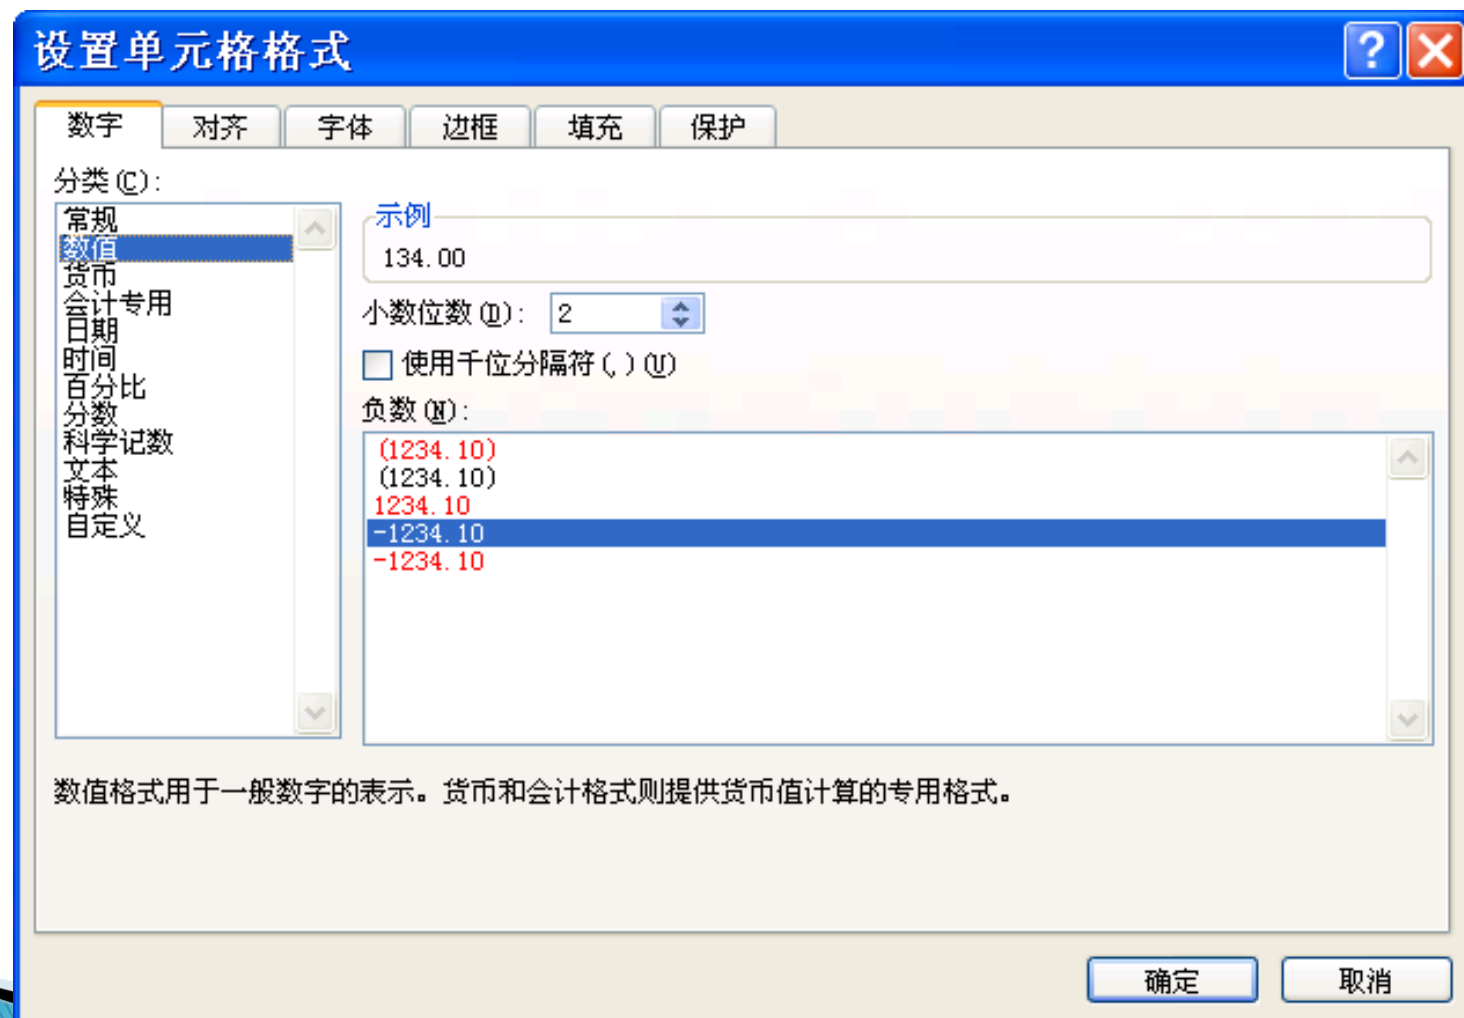 设置单元格格式
数字 对齐 字体 边框 填充 保护
分类(C):
常规
数值
货币
会计专用
日期
时间
百分比
分数
科学记数
文本
特殊
自定义
示例
134.00
小数位数(D): 2
使用千位分隔符(,)(U)
负数(N):
(1234.10)
(1234.10)
1234.10
-1234.10
-1234.10
数值格式用于一般数字的表示。货币和会计格式则提供货币值计算的专用格式。
确定 取消